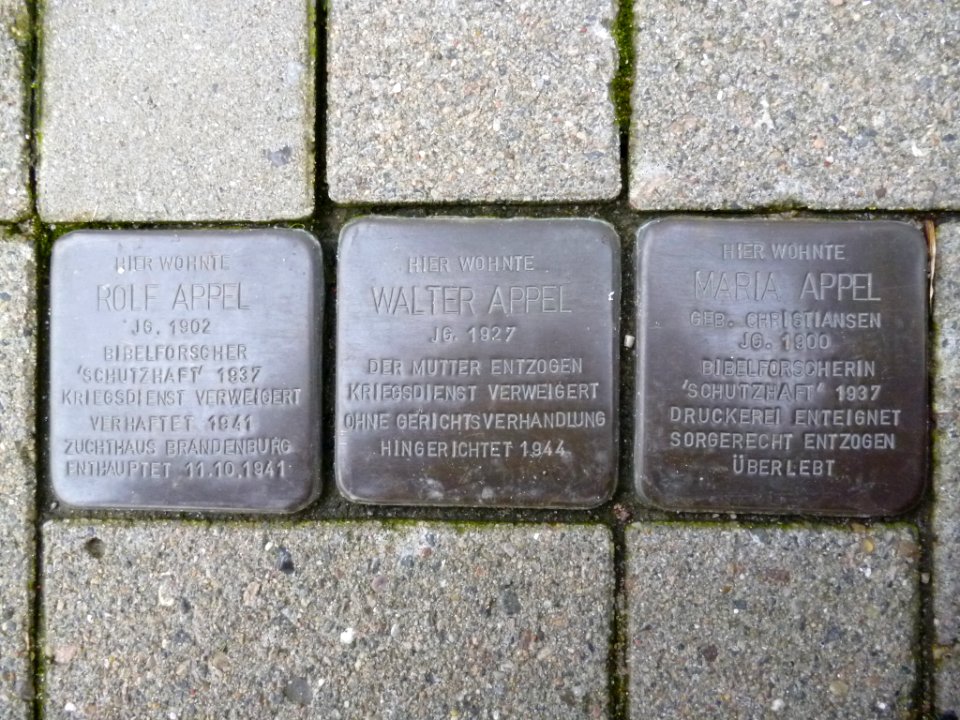 HIER WOHNTE
ROLF APPEL
JG. 1902
BIBELFORSCHER
'SCHUTZHAFT' 1937
KRIEGSDIENST VERWEIGERT
VERHAFTET 1941
ZUCHTHAUS BRANDENBURG
ENTHAUPTET 11.10.1941
HIER WOHNTE
WALTER APPEL
JG. 1927
DER MUTTER ENTZOGEN
KRIEGSDIENST VERWEIGERT
OHNE GERICHTSVERHANDLUNG
HINGERICHTET 1944
HIER WOHNTE
MARIA APPEL
GEB. CHRISTIANSEN
JG. 1900
BIBELFORSCHERIN
'SCHUTZHAFT' 1937
DRUCKEREI ENTEIGNET
SORGERECHT ENTZOGEN
ÜBERLEBT